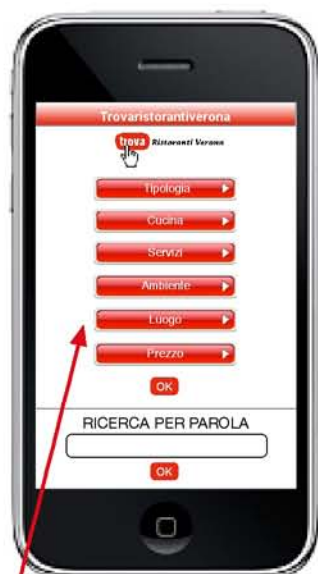 Trovaristorantiverona
trova Ristoranti Verona
Tipologia
Cucina
Servizi
Ambiente
Luogo
Prezzo
OK
RICERCA PER PAROLA
OK